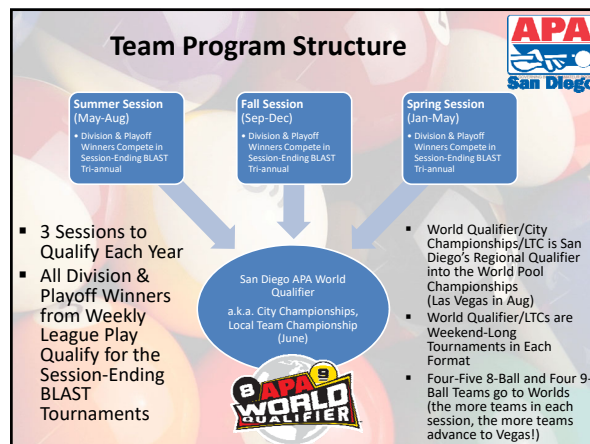 Team Program Structure
APA
San Diego
Summer Session
(May-Aug)
• Division & Playoff
Winners Compete in
Session-Ending BLAST
Tri-annual
Fall Session
(Sep-Dec)
• Division & Playoff
Winners Compete in
Session-Ending BLAST
Tri-annual
Spring Session
(Jan-May)
• Division & Playoff
Winners Compete in
Session-Ending BLAST
Tri-annual
▪ 3 Sessions to
Qualify Each Year
▪ All Division &
Playoff Winners
from Weekly
League Play
Qualify for the
Session-Ending
BLAST
Tournaments
San Diego APA World
Qualifier
a.k.a. City Championships,
Local Team Championship
(June)
8 APA 9
WORLD
QUALIFIER
▪ World Qualifier/City
Championships/LTC is San
Diego's Regional Qualifier
into the World Pool
Championships
(Las Vegas in Aug)
▪ World Qualifier/LTCs are
Weekend-Long
Tournaments in Each
Format
▪ Four-Five 8-Ball and Four 9-
Ball Teams go to Worlds
(the more teams in each
session, the more teams
advance to Vegas!)